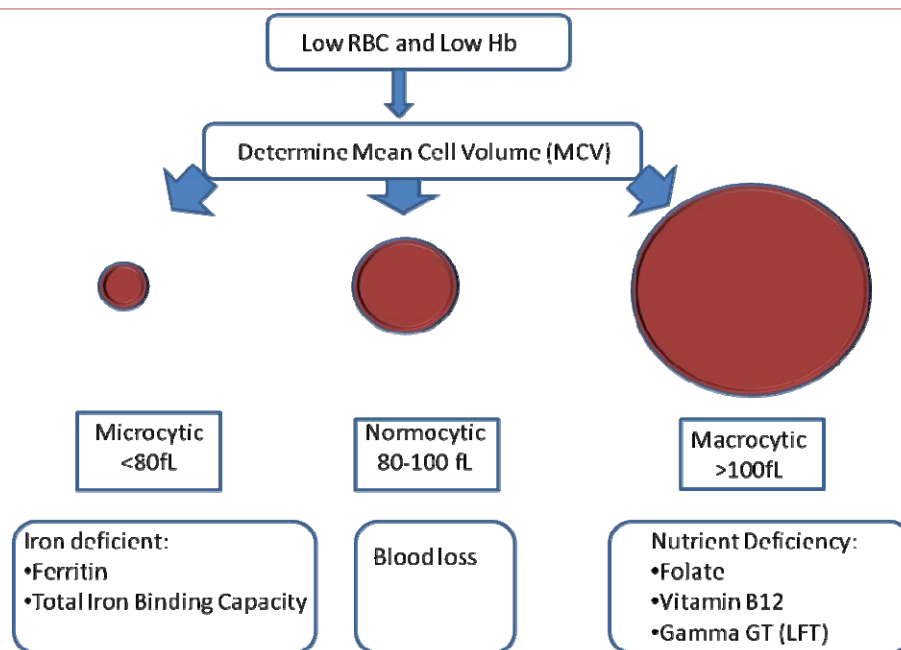 Low RBC and Low Hb
Determine Mean Cell Volume (MCV)
Microcytic
<80fL
Normocytic
80-100 fL
Macrocytic
>100fL
Iron deficient:
•Ferritin
•Total Iron Binding Capacity
Blood loss
Nutrient Deficiency:
•Folate
•Vitamin B12
•Gamma GT (LFT)